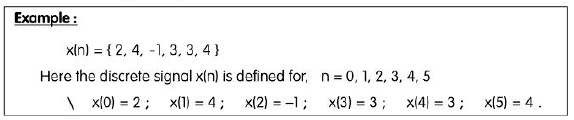 Example :
x(n) = { 2, 4, -1, 3, 3, 4 }
Here the discrete signal x(n) is defined for, n = 0, 1, 2, 3, 4, 5
\ x(0) = 2 ; x(1) = 4 ; x(2) = –1 ; x(3) = 3 ; x(4) = 3 ; x(5) = 4 .